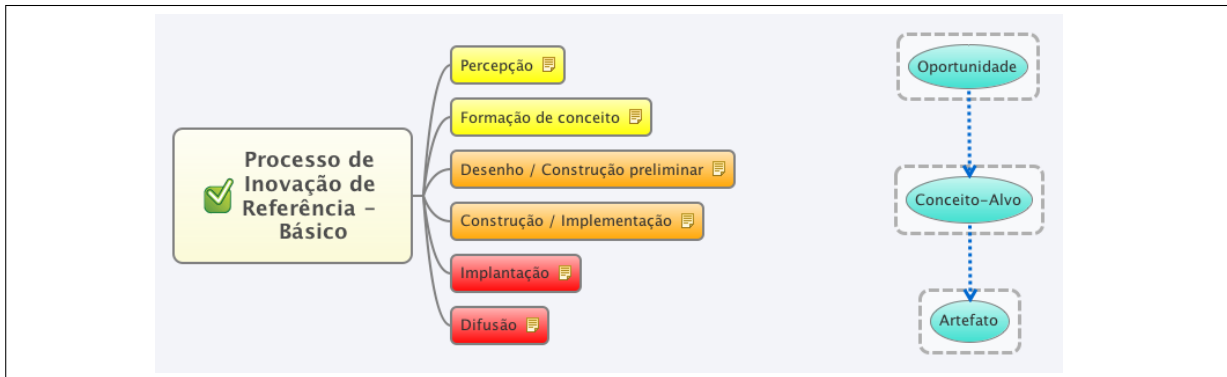 Processo de
Inovação de
Referência –
Básico
Percepção
Formação de conceito
Desenho / Construção preliminar
Construção / Implementação
Implantação
Difusão
Oportunidade
Conceito-Alvo
Artefato